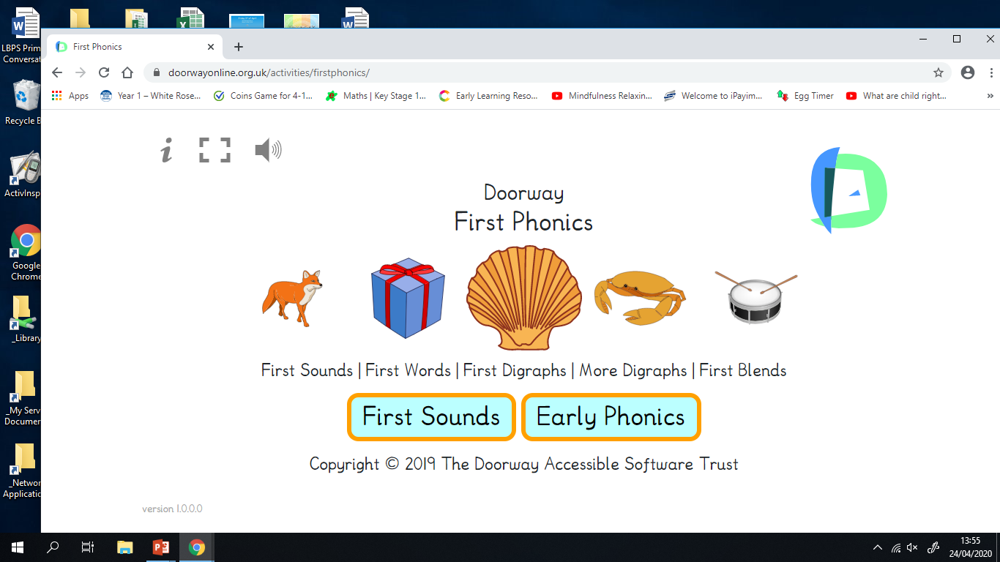 LBPS Prim
Conversat
Recycle B
ActivInsp
Google
Chrome
_Library
_My Serv
Document
_Networ
Applicatio
First Phonics
doorwayonline.org.uk/activities/firstphonics/
Apps
Year 1 – White Rose...
Coins Game for 4-1...
Maths | Key Stage 1...
Early Learning Reso...
Mindfulness Relaxin...
Welcome to iPayim...
Egg Timer
What are child right...
»
Doorway
First Phonics
First Sounds | First Words | First Digraphs | More Digraphs | First Blends
First Sounds
Early Phonics
Copyright © 2019 The Doorway Accessible Software Trust
version 1.0.0.0
13:55
24/04/2020